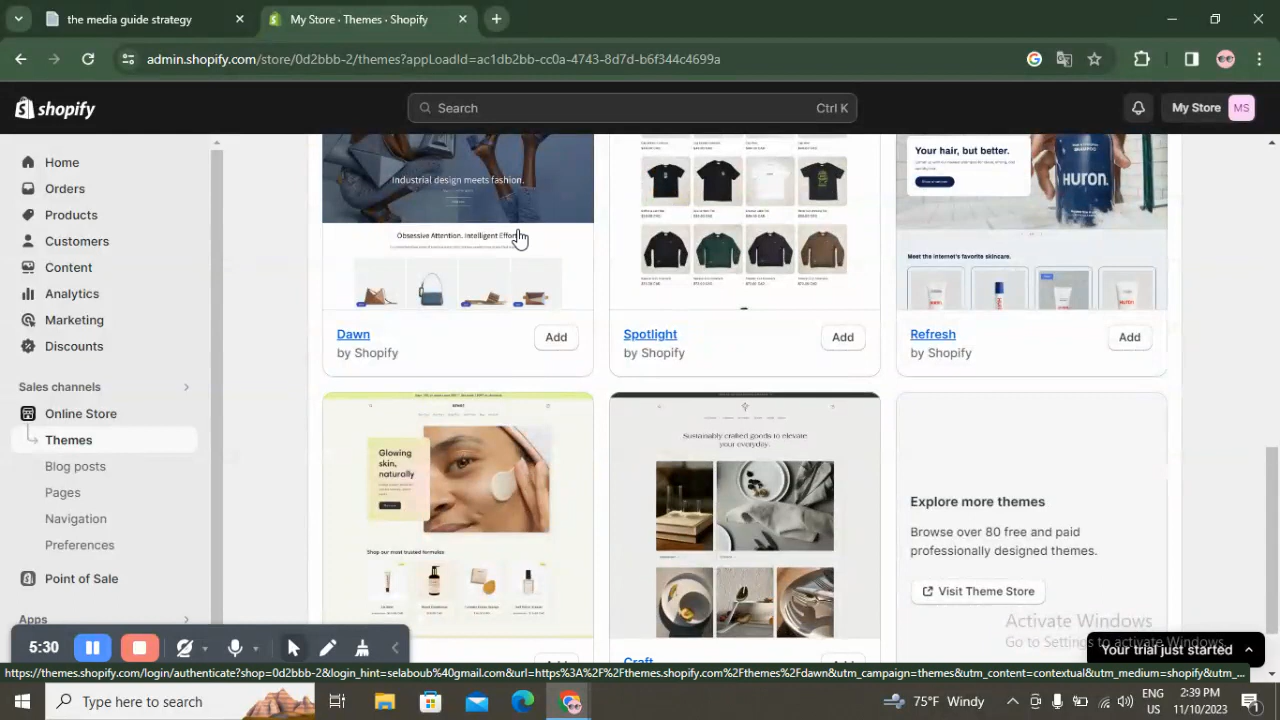 the media guide strategy
My Store · Themes · Shopify
admin.shopify.com/store/0d2bbb-2/themes?appLoadId=ac1db2bb-cc0a-4743-8d7d-b6f344c4699a
shopify
Search
Ctrl K
My Store
MS
Home
Orders
Products
Customers
Content
Analytics
Marketing
Discounts
Sales channels
Online Store
Themes
Blog posts
Pages
Navigation
Preferences
Point of Sale
Apps
Industrial design meets fashion.
Obsessive Attention. Intelligent Effort.
Dawn
by Shopify
Add
Spotlight
by Shopify
Add
Your hair, but better.
HURON
Meet the internet's favorite skincare.
Refresh
by Shopify
Add
Glowing
skin,
naturally
Shop our most trusted formulas
Sustainably crafted goods to elevate
your everyday.
Craft
Explore more themes
Browse over 80 free and paid
professionally designed themes.
Visit Theme Store
Activate Windows
Go to Settings to activate Windows.
Your trial just started
5:30
https://themes.shopify.com/login/authenticate?shop=0d2bbb-2&login_hint=selaboub%40gmail.com&url=https%3A%2F%2Fthemes.shopify.com%2Fthemes%2Fdawn&utm_campaign=themes&utm_content=contextual&utm_medium=shopify&utm_...
Type here to search
75°F Windy
ENG
US
2:39 PM
11/10/2023
1